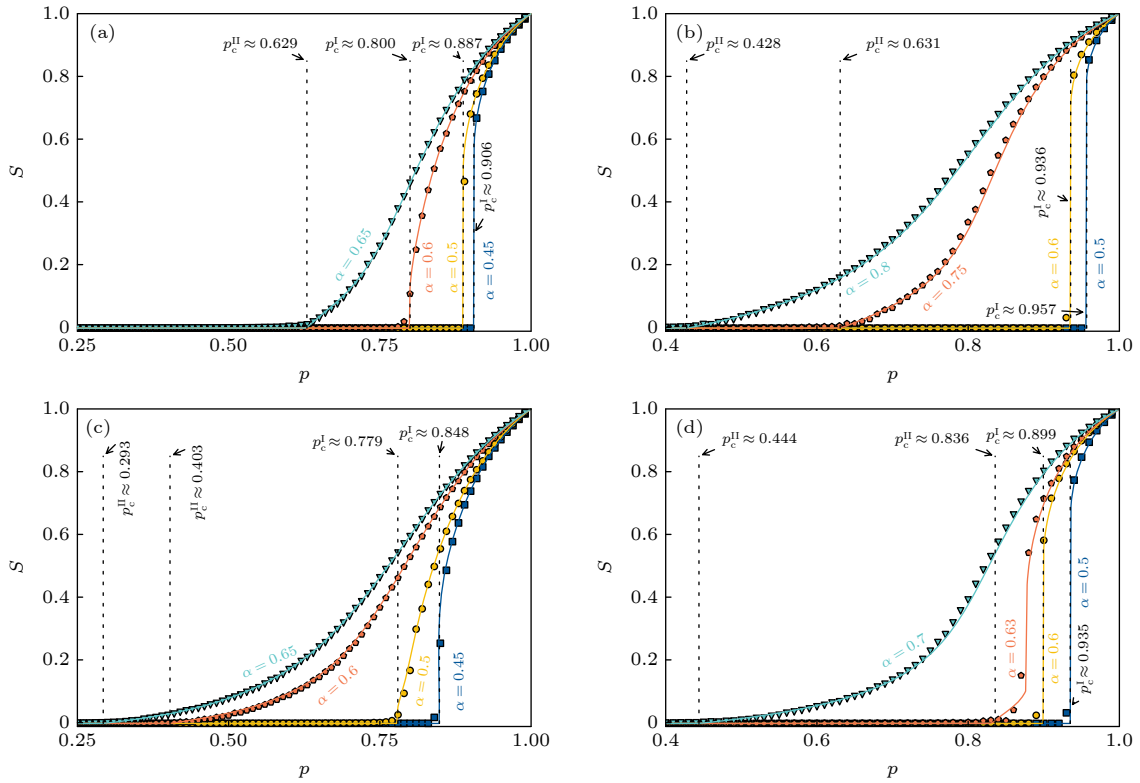 (a)
p_c^II ≈ 0.629
p_c^I ≈ 0.800
p_c^I ≈ 0.887
p_c^I ≈ 0.906
α = 0.65
α = 0.6
α = 0.5
α = 0.45
S
1.0
0.8
0.6
0.4
0.2
0
0.25
0.50
0.75
1.00
p
(b)
p_c^II ≈ 0.428
p_c^II ≈ 0.631
p_c^I ≈ 0.936
p_c^I ≈ 0.957
α = 0.8
α = 0.75
α = 0.6
α = 0.5
S
1.0
0.8
0.6
0.4
0.2
0
0.4
0.6
0.8
1.0
p
(c)
p_c^II ≈ 0.293
p_c^II ≈ 0.403
p_c^I ≈ 0.779
p_c^I ≈ 0.848
α = 0.65
α = 0.6
α = 0.5
α = 0.45
S
1.0
0.8
0.6
0.4
0.2
0
0.25
0.50
0.75
1.00
p
(d)
p_c^II ≈ 0.444
p_c^II ≈ 0.836
p_c^I ≈ 0.899
p_c^I ≈ 0.935
α = 0.7
α = 0.63
α = 0.6
α = 0.5
S
1.0
0.8
0.6
0.4
0.2
0
0.4
0.6
0.8
1.0
p